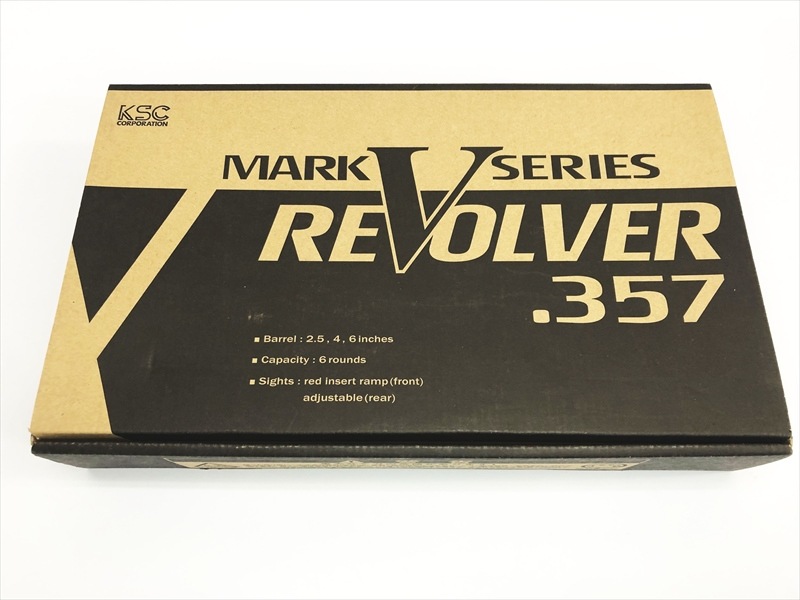 KSC
CORPORATION
MARK V SERIES
REVOLVER
.357
■ Barrel : 2.5 , 4 , 6 inches
■ Capacity : 6 rounds
■ Sights : red insert ramp (front)
adjustable (rear)